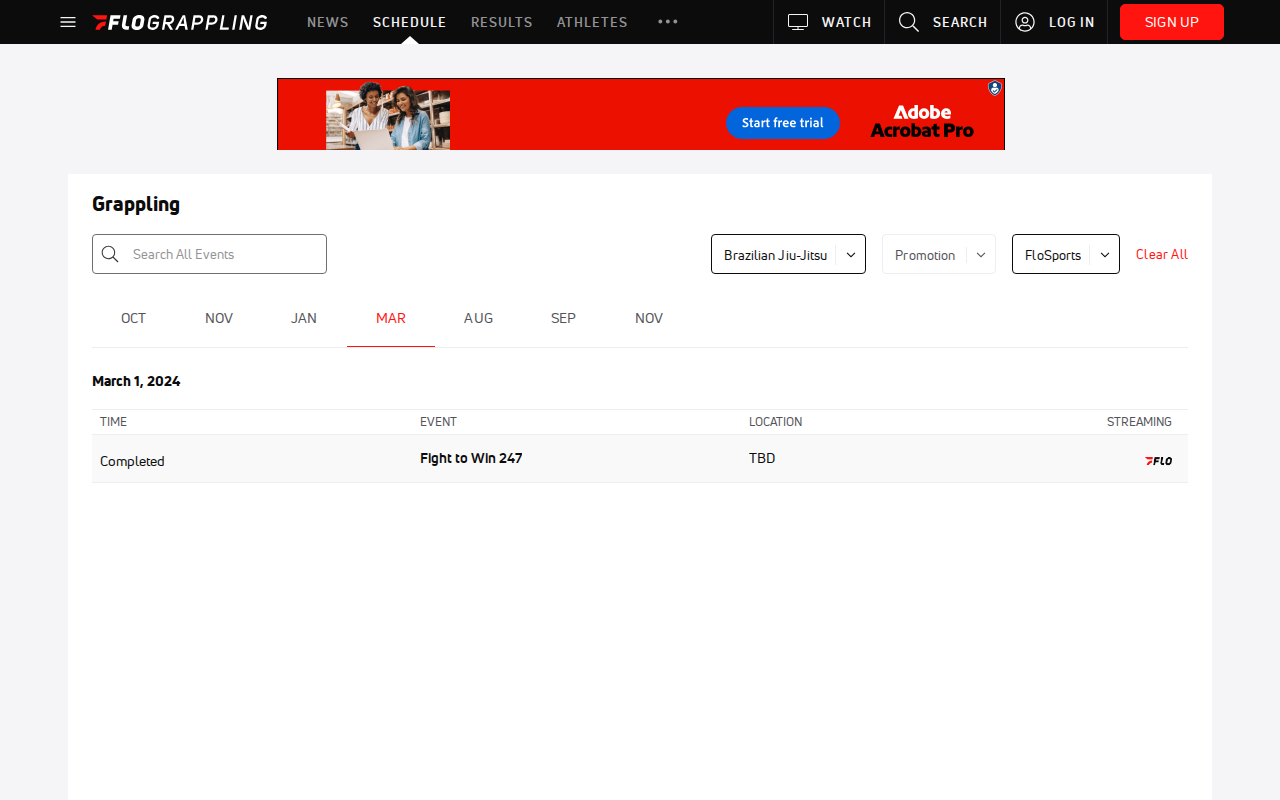 FLOGRAPPLING NEWS SCHEDULE RESULTS ATHLETES WATCH SEARCH LOG IN SIGN UP
Start free trial
Adobe
Acrobat Pro
Grappling
Search All Events Brazilian Jiu-Jitsu Promotion FloSports Clear All
OCT NOV JAN MAR AUG SEP NOV
March 1, 2024
TIME EVENT LOCATION STREAMING
Completed Fight to Win 247 TBD FLO